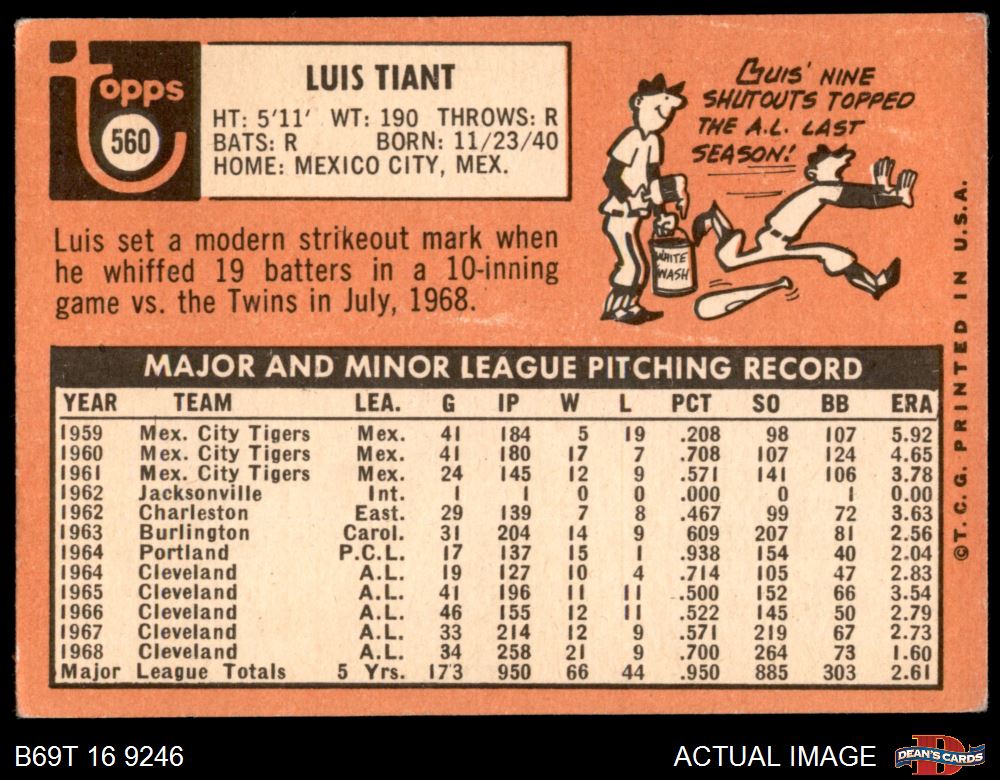 topps
560
LUIS TIANT
HT: 5'11' WT: 190 THROWS: R
BATS: R BORN: 11/23/40
HOME: MEXICO CITY, MEX.
Luis set a modern strikeout mark when
he whiffed 19 batters in a 10-inning
game vs. the Twins in July, 1968.
LUIS' NINE
SHUTOUTS TOPPED
THE A.L. LAST
SEASON!
WHITE
WASH
MAJOR AND MINOR LEAGUE PITCHING RECORD
YEAR TEAM LEA. G IP W L PCT SO BB ERA
1959 Mex. City Tigers Mex. 41 184 5 19 .208 98 107 5.92
1960 Mex. City Tigers Mex. 41 180 17 7 .708 107 124 4.65
1961 Mex. City Tigers Mex. 24 145 12 9 .571 141 106 3.78
1962 Jacksonville Int. 1 1 0 0 .000 0 1 0.00
1962 Charleston East. 29 139 7 8 .467 99 72 3.63
1963 Burlington Carol. 31 204 14 9 609 207 81 2.56
1964 Portland P.C.L. 17 137 15 1 .938 154 40 2.04
1964 Cleveland A.L. 19 127 10 4 .714 105 47 2.83
1965 Cleveland A.L. 41 196 11 11 .500 152 66 3.54
1966 Cleveland A.L. 46 155 12 11 .522 145 50 2.79
1967 Cleveland A.L. 33 214 12 9 .571 219 67 2.73
1968 Cleveland A.L. 34 258 21 9 .700 264 73 1.60
Major League Totals 5 Yrs. 173 950 66 44 .950 885 303 2.61
©T.C.G. PRINTED IN U.S.A.
B69T 16 9246
ACTUAL IMAGE
D
DEAN'S CARDS